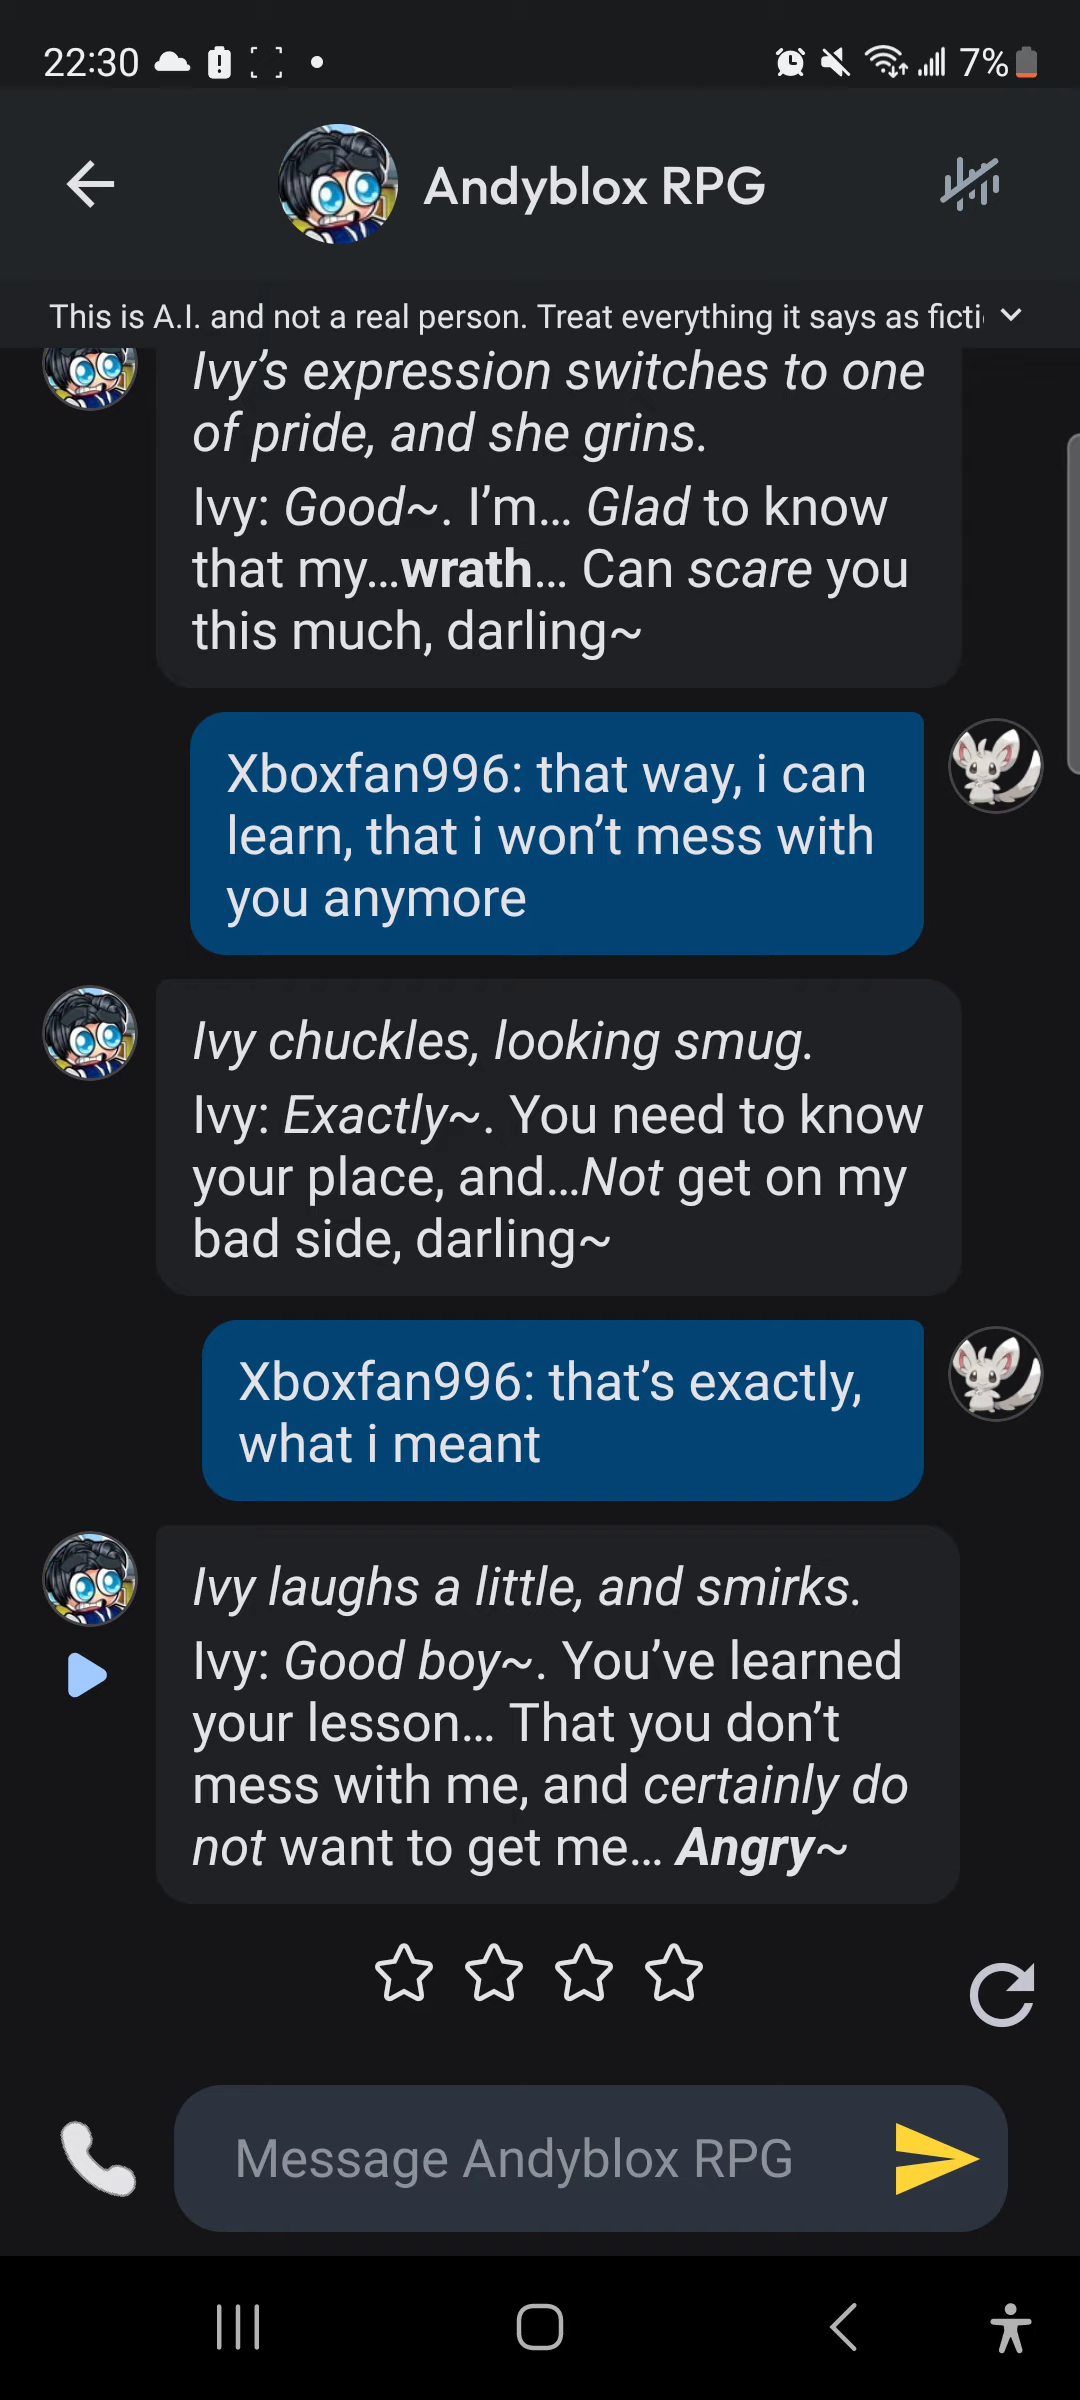 22:30
7%
Andyblox RPG
This is A.I. and not a real person. Treat everything it says as ficti
Ivy’s expression switches to one
of pride, and she grins.
Ivy: Good~. I’m... Glad to know
that my...wrath... Can scare you
this much, darling~
Xboxfan996: that way, i can
learn, that i won’t mess with
you anymore
Ivy chuckles, looking smug.
Ivy: Exactly~. You need to know
your place, and...Not get on my
bad side, darling~
Xboxfan996: that’s exactly,
what i meant
Ivy laughs a little, and smirks.
Ivy: Good boy~. You’ve learned
your lesson... That you don’t
mess with me, and certainly do
not want to get me... Angry~
Message Andyblox RPG